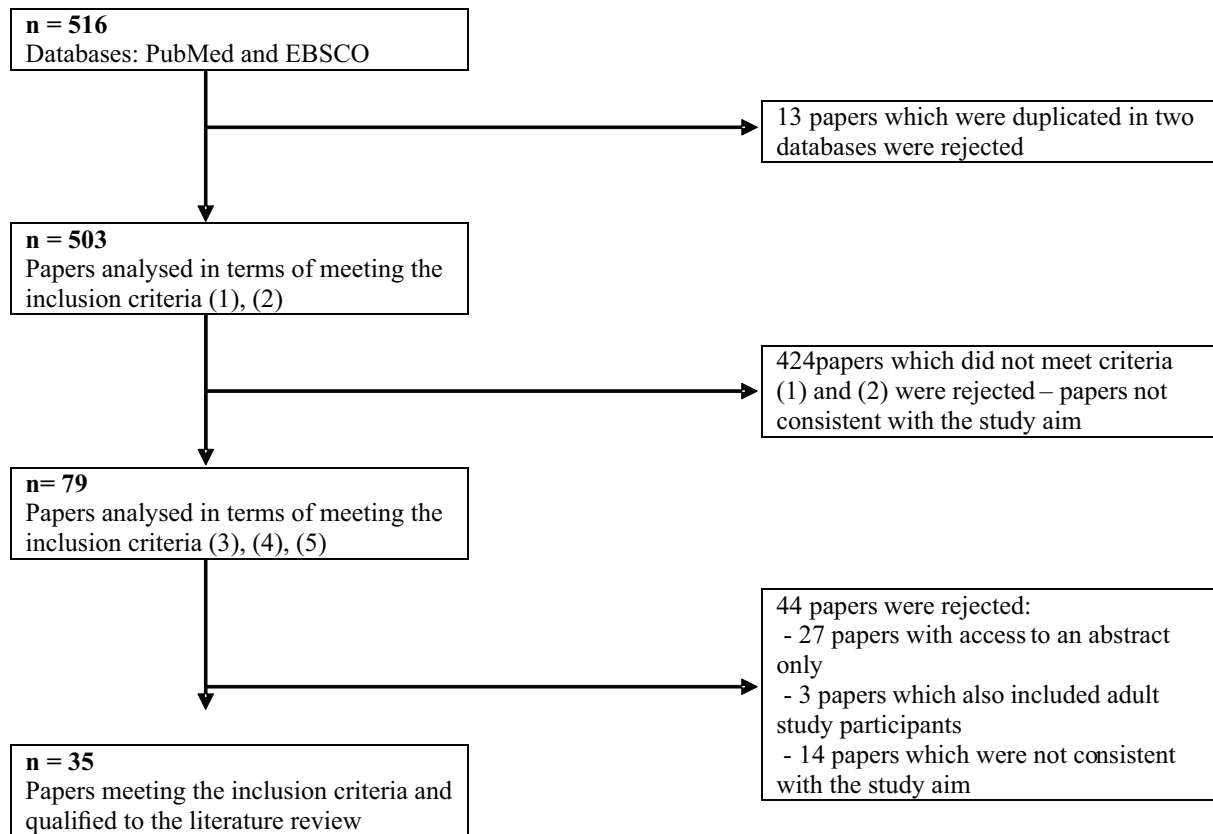 n = 516
Databases: PubMed and EBSCO
13 papers which were duplicated in two
databases were rejected
n = 503
Papers analysed in terms of meeting the
inclusion criteria (1), (2)
424papers which did not meet criteria
(1) and (2) were rejected – papers not
consistent with the study aim
n= 79
Papers analysed in terms of meeting the
inclusion criteria (3), (4), (5)
44 papers were rejected:
- 27 papers with access to an abstract
only
- 3 papers which also included adult
study participants
- 14 papers which were not consistent
with the study aim
n = 35
Papers meeting the inclusion criteria and
qualified to the literature review